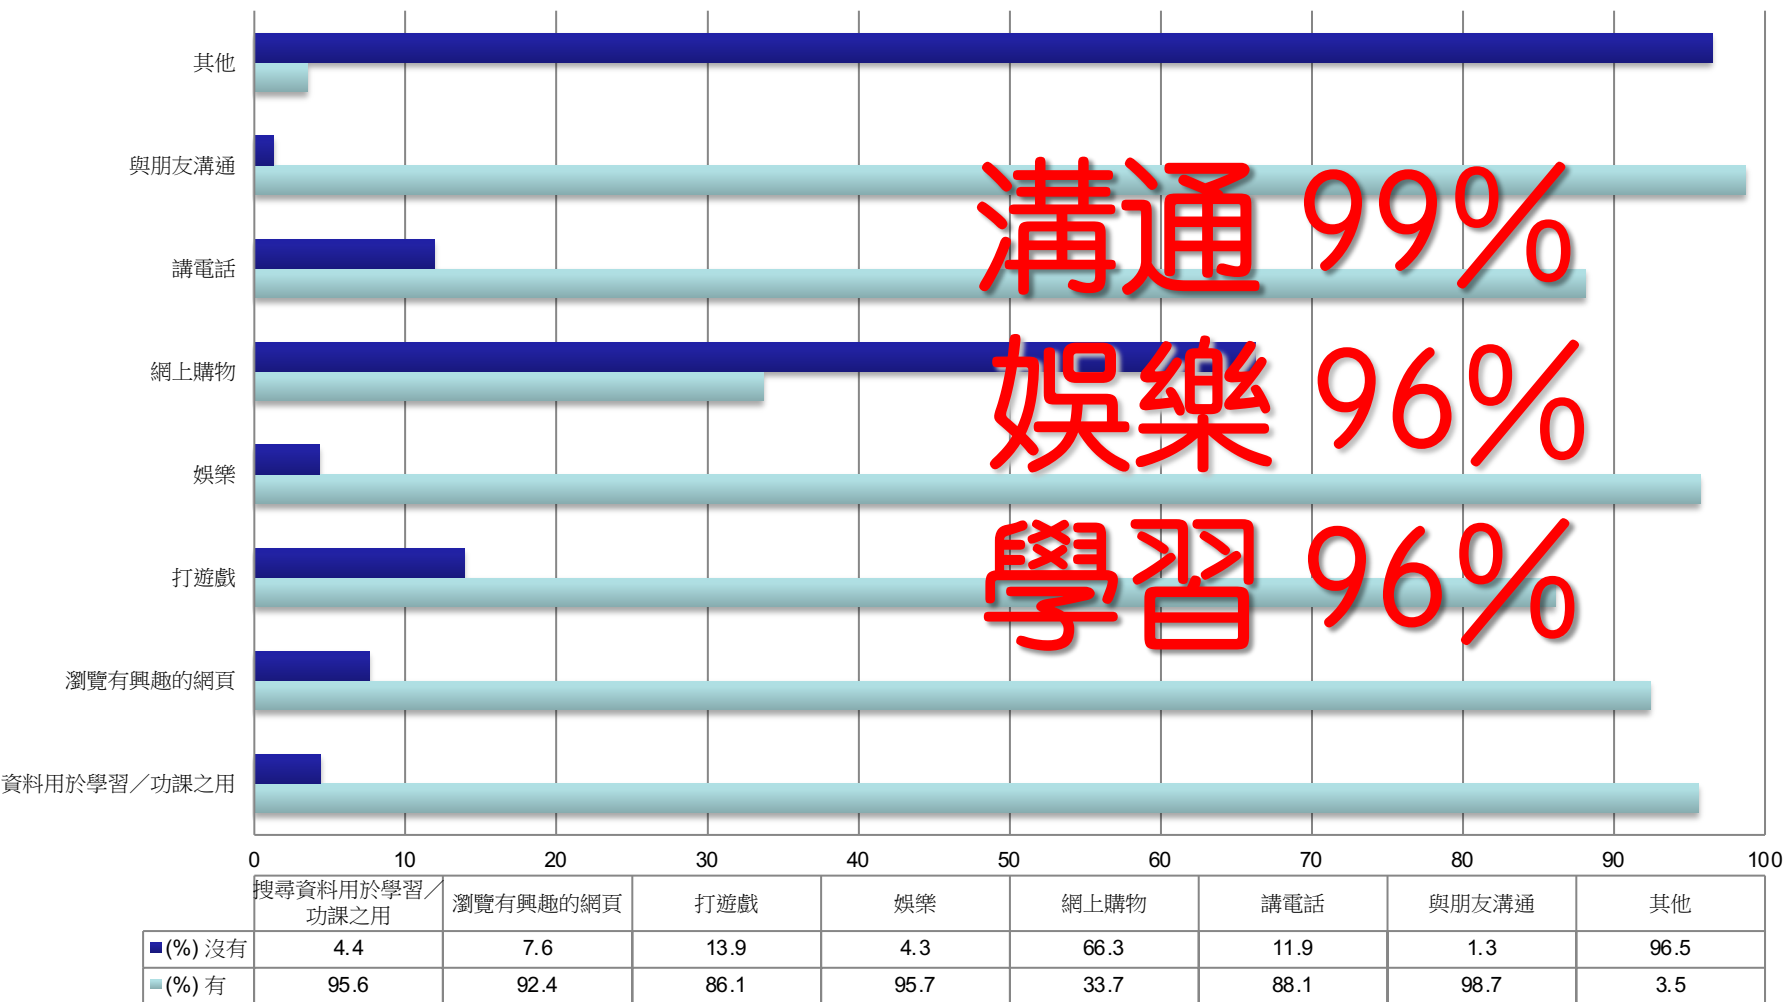 其他
與朋友溝通
講電話
網上購物
娛樂
打遊戲
瀏覽有興趣的網頁
資料用於學習／功課之用
溝通 99%
娛樂 96%
學習 96%
0 10 20 30 40 50 60 70 80 90 100
搜尋資料用於學習／
功課之用 瀏覽有興趣的網頁 打遊戲 娛樂 網上購物 講電話 與朋友溝通 其他
(%) 沒有 4.4 7.6 13.9 4.3 66.3 11.9 1.3 96.5
(%) 有 95.6 92.4 86.1 95.7 33.7 88.1 98.7 3.5